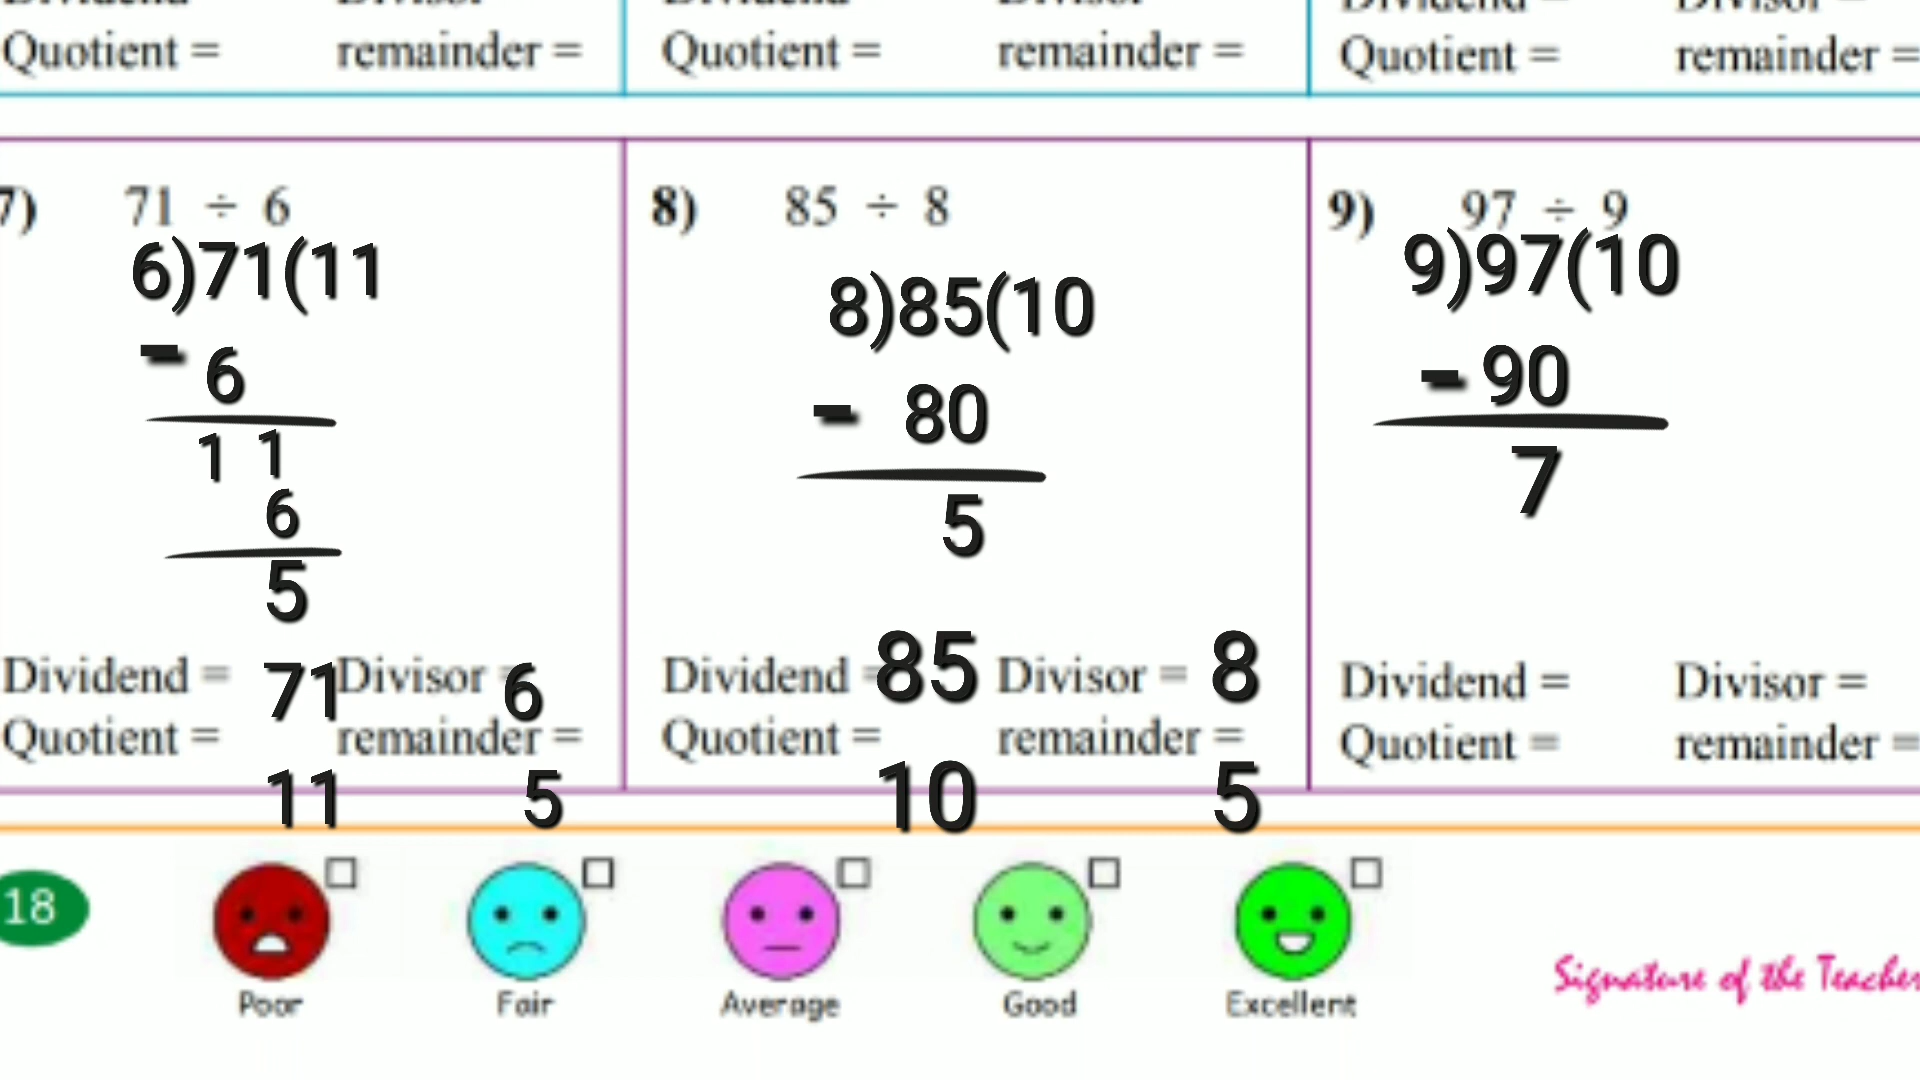 Quotient = remainder = Quotient = remainder = Quotient = remainder =
7) 71 ÷ 6
6)71(11
- 6
1 1
6
5
Dividend = 71 Divisor = 6
Quotient = remainder =
11 5
8) 85 ÷ 8
8)85(10
- 80
5
Dividend = 85 Divisor = 8
Quotient = remainder =
10 5
9) 97 ÷ 9
9)97(10
- 90
7
Dividend = Divisor =
Quotient = remainder =
18
Poor Fair Average Good Excellent
Signature of the Teacher